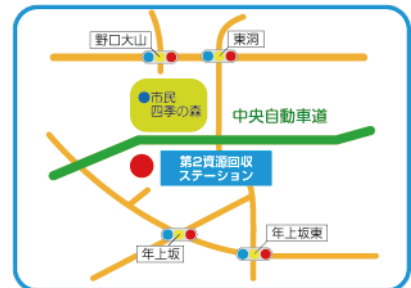 野口大山
東洞
市民
四季の森
中央自動車道
第2資源回収
ステーション
年上坂
年上坂東